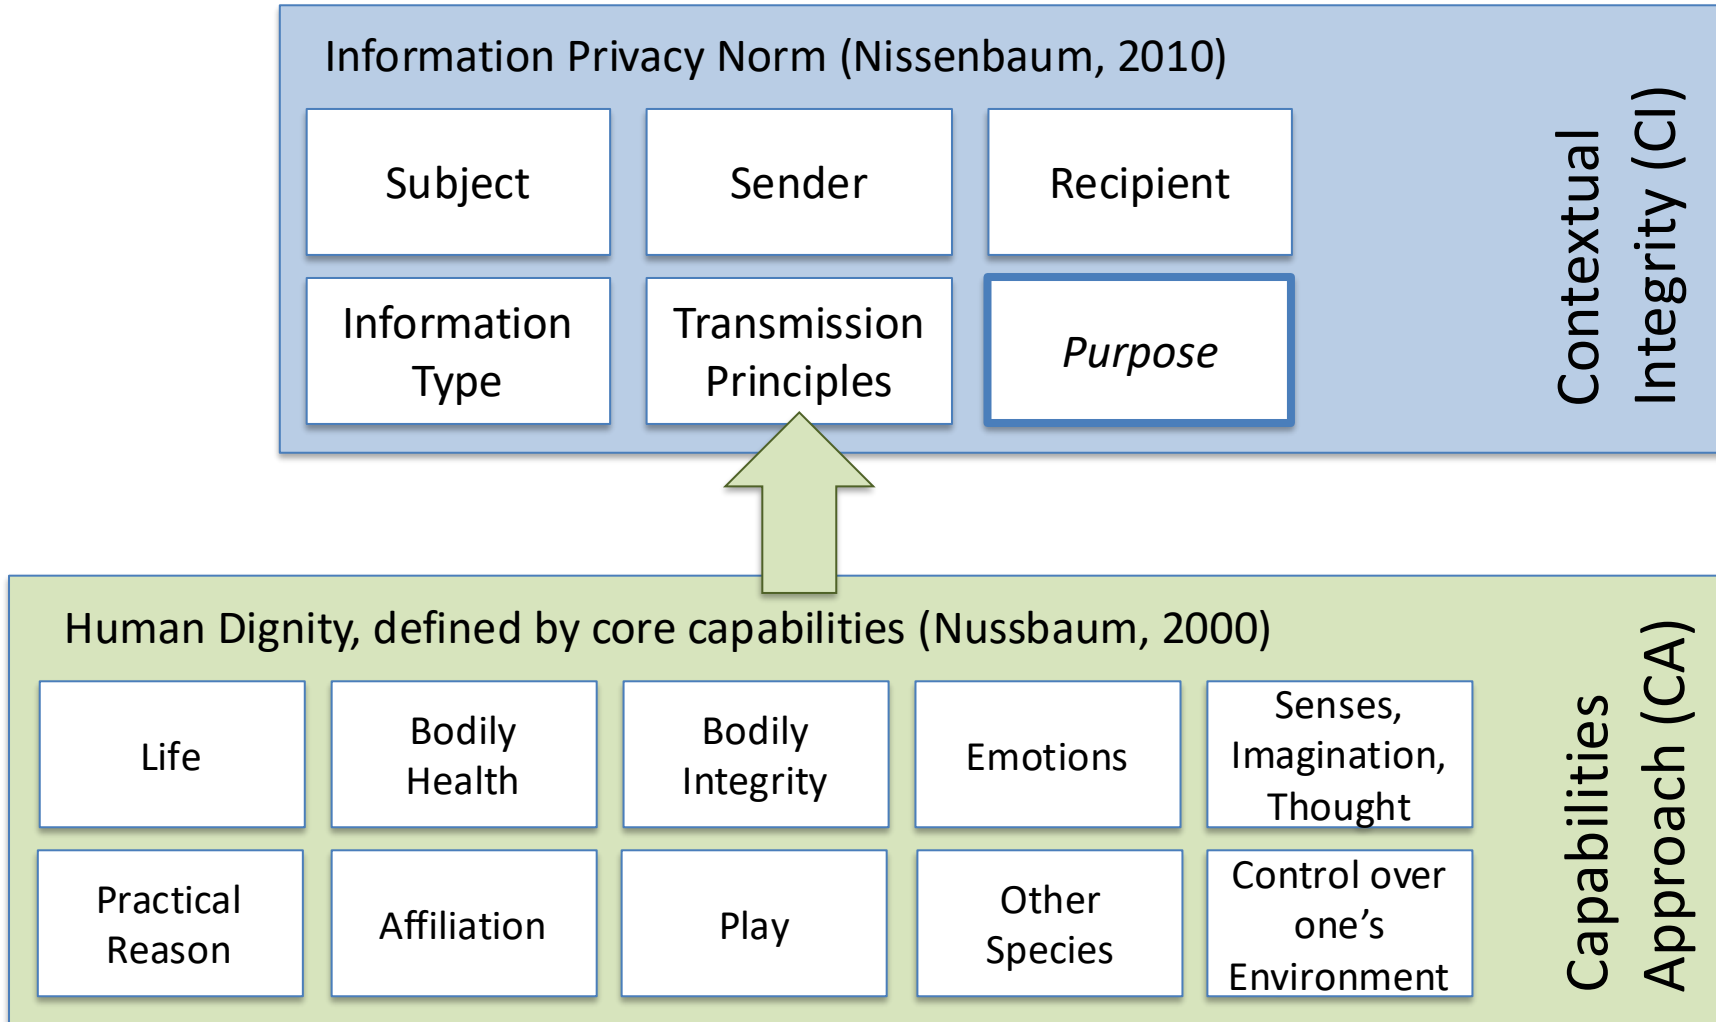 Information Privacy Norm (Nissenbaum, 2010)
Subject
Sender
Recipient
Information
Type
Transmission
Principles
Purpose
Contextual
Integrity (CI)
Human Dignity, defined by core capabilities (Nussbaum, 2000)
Life
Bodily
Health
Bodily
Integrity
Emotions
Senses,
Imagination,
Thought
Practical
Reason
Affiliation
Play
Other
Species
Control over
one’s
Environment
Capabilities
Approach (CA)